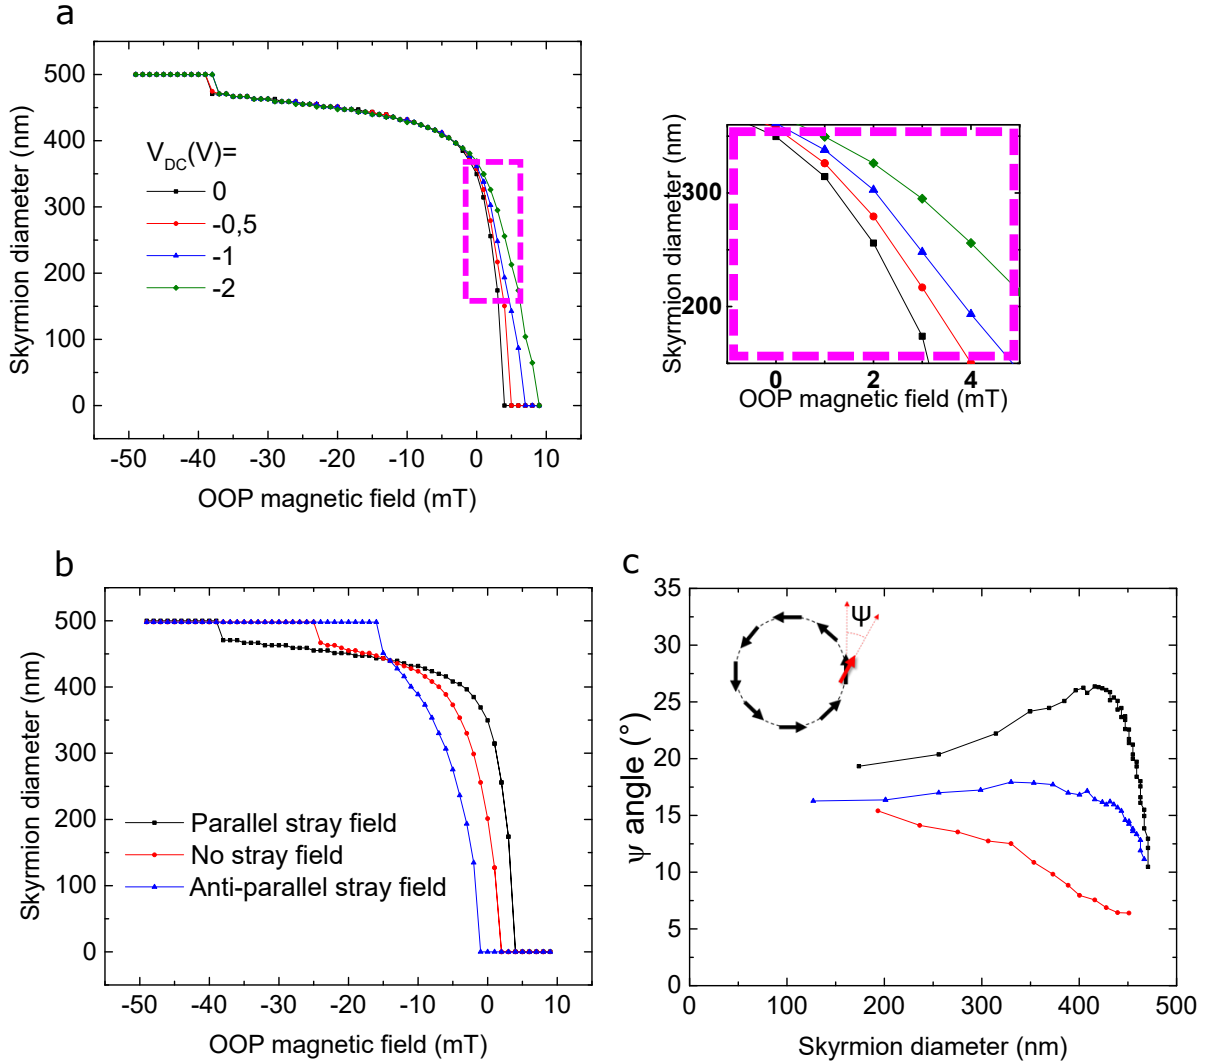 a
500
400
300
200
100
0
Skyrmion diameter (nm)
V_DC(V)=
0
-0,5
-1
-2
-50 -40 -30 -20 -10 0 10
OOP magnetic field (mT)
300
200
Skyrmion diameter (nm)
0 2 4
OOP magnetic field (mT)
b
500
400
300
200
100
0
Skyrmion diameter (nm)
Parallel stray field
No stray field
Anti-parallel stray field
-50 -40 -30 -20 -10 0 10
OOP magnetic field (mT)
c
35
30
25
20
15
10
5
0
ψ angle (°)
Ψ
0 100 200 300 400 500
Skyrmion diameter (nm)